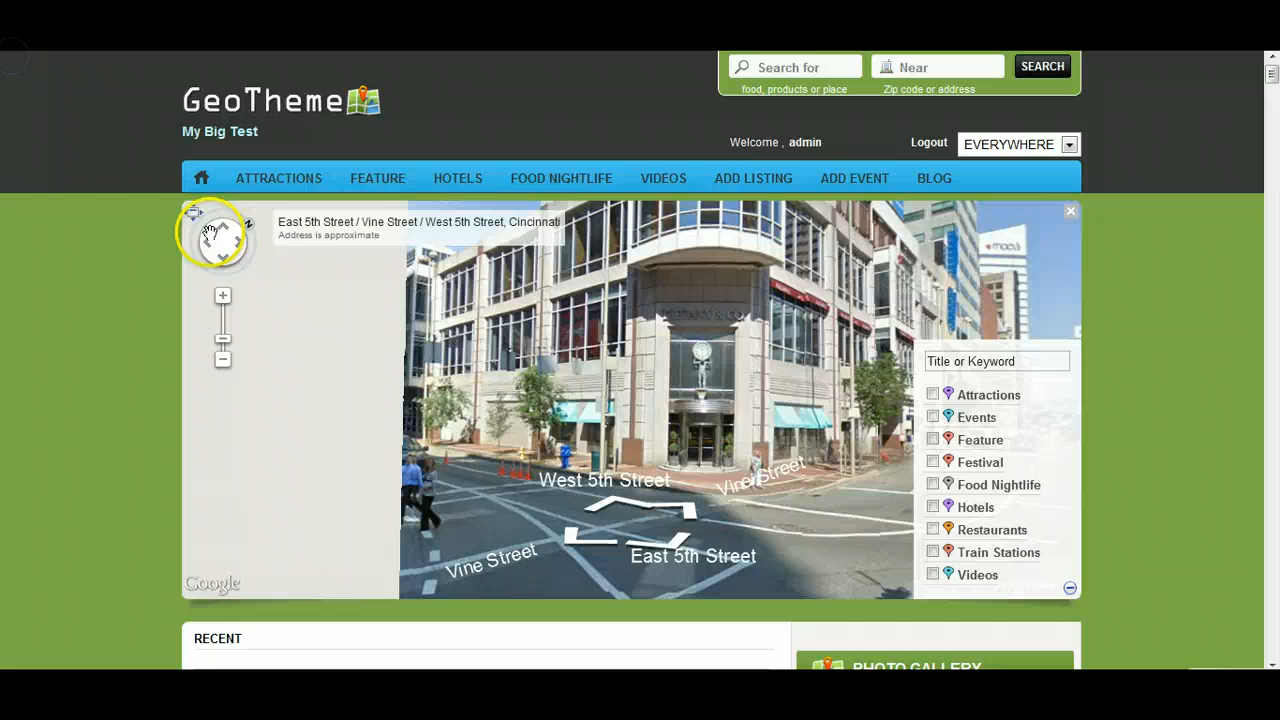 Search for
Near
SEARCH
food, products or place
Zip code or address
GeoTheme
My Big Test
Welcome , admin
Logout
EVERYWHERE
ATTRACTIONS
FEATURE
HOTELS
FOOD NIGHTLIFE
VIDEOS
ADD LISTING
ADD EVENT
BLOG
N
East 5th Street / Vine Street / West 5th Street, Cincinnati
Address is approximate
macy's
TIFFANY & CO.
Title or Keyword
Attractions
Events
Feature
Festival
Food Nightlife
Hotels
Restaurants
Train Stations
Videos
West 5th Street
Vine Street
Vine Street
East 5th Street
Google
RECENT
PHOTO GALLERY